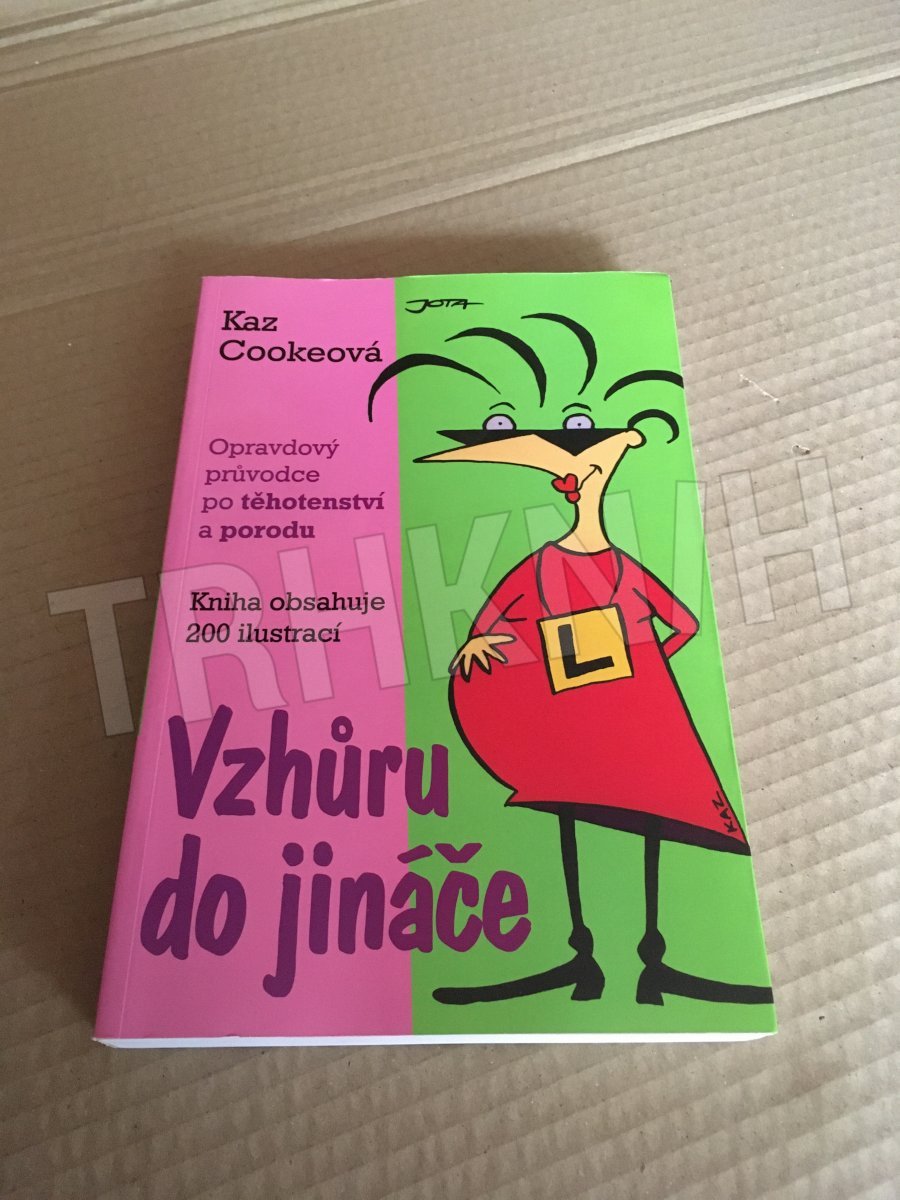 JOTA
Kaz
Cookeová
Opravdový
průvodce
po těhotenství
a porodu
TRHKNIH
Kniha obsahuje
200 ilustrací
L
Vzhůru
do jináče
KAZ